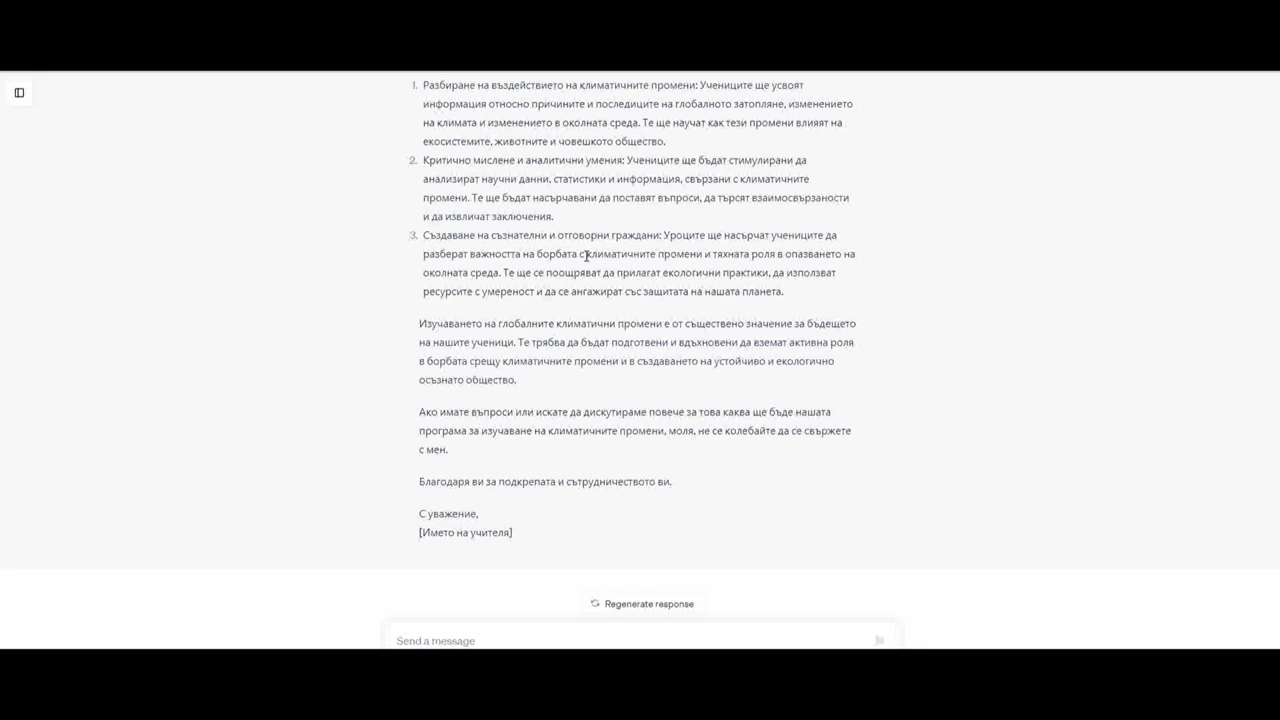 1. Разбиране на въздействието на климатичните промени: Учениците ще усвоят
информация относно причините и последиците на глобалното затопляне, изменението
на климата и изменението в околната среда. Те ще научат как тези промени влияят на
екосистемите, животните и човешкото общество.
2. Критично мислене и аналитични умения: Учениците ще бъдат стимулирани да
анализират научни данни, статистики и информация, свързани с климатичните
промени. Те ще бъдат насърчавани да поставят въпроси, да търсят взаимосвързаности
и да извличат заключения.
3. Създаване на съзнателни и отговорни граждани: Уроците ще насърчат учениците да
разберат важността на борбата с климатичните промени и тяхната роля в опазването на
околната среда. Те ще се поощряват да прилагат екологични практики, да използват
ресурсите с умереност и да се ангажират със защитата на нашата планета.
Изучаването на глобалните климатични промени е от съществено значение за бъдещето
на нашите ученици. Те трябва да бъдат подготвени и вдъхновени да вземат активна роля
в борбата срещу климатичните промени и в създаването на устойчиво и екологично
осъзнато общество.
Ако имате въпроси или искате да дискутираме повече за това каква ще бъде нашата
програма за изучаване на климатичните промени, моля, не се колебайте да се свържете
с мен.
Благодаря ви за подкрепата и сътрудничеството ви.
С уважение,
[Името на учителя]
Regenerate response
Send a message